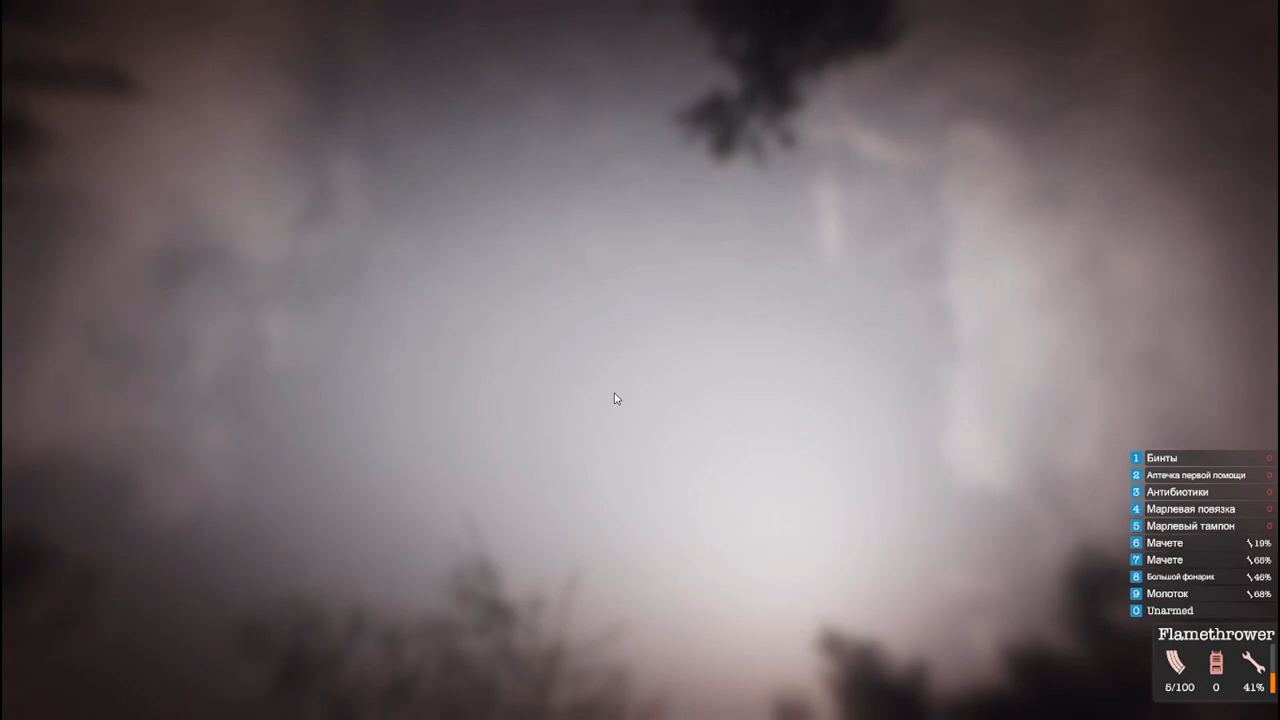 1 Бинты 0
2 Аптечка первой помощи 0
3 Антибиотики 0
4 Марлевая повязка 0
5 Марлевый тампон 0
6 Мачете 19%
7 Мачете 65%
8 Большой фонарик 46%
9 Молоток 68%
0 Unarmed
Flamethrower
5/100 0 41%